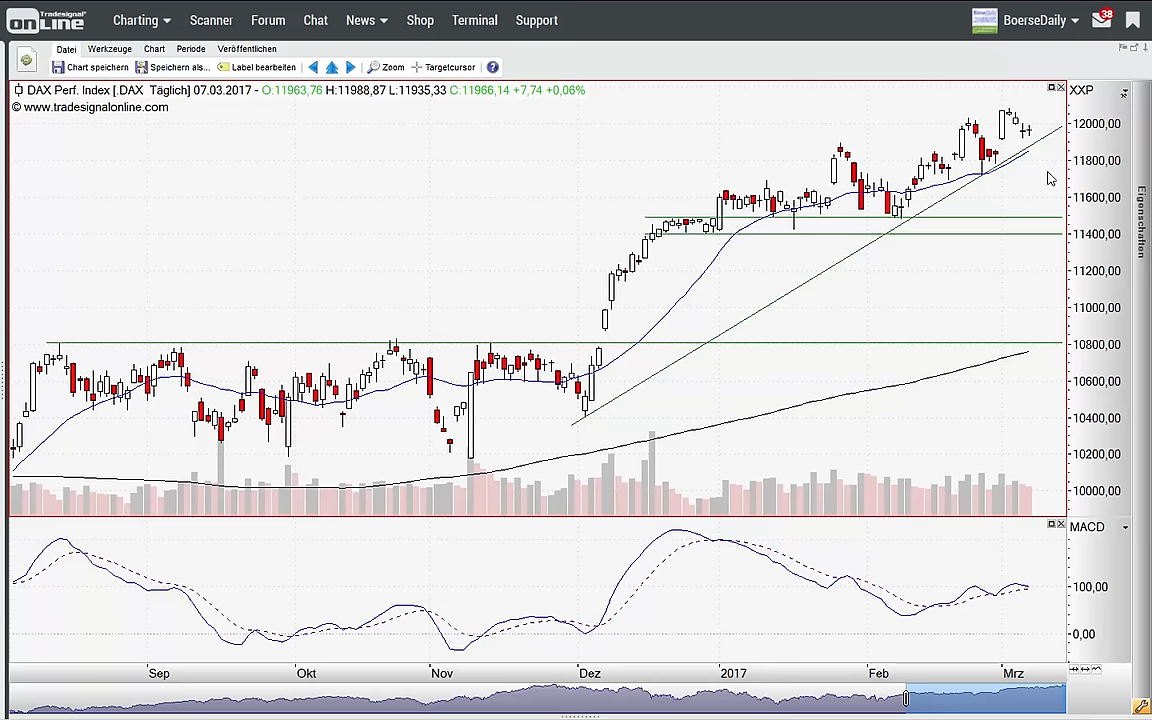 Tradesignal®
onLine
Charting
Scanner
Forum
Chat
News
Shop
Terminal
Support
BoerseDaily
38
Datei
Werkzeuge
Chart
Periode
Veröffentlichen
Chart speichern
Speichern als...
Label bearbeiten
Zoom
Targetcursor
?
DAX Perf. Index [.DAX Täglich] 07.03.2017 - O:11963,76 H:11988,87 L:11935,33 C:11966,14 +7,74 +0,06%
© www.tradesignalonline.com
XXP
12000,00
11800,00
11600,00
11400,00
11200,00
11000,00
10800,00
10600,00
10400,00
10200,00
10000,00
Eigenschaften
MACD
100,00
0,00
Sep
Okt
Nov
Dez
2017
Feb
Mrz